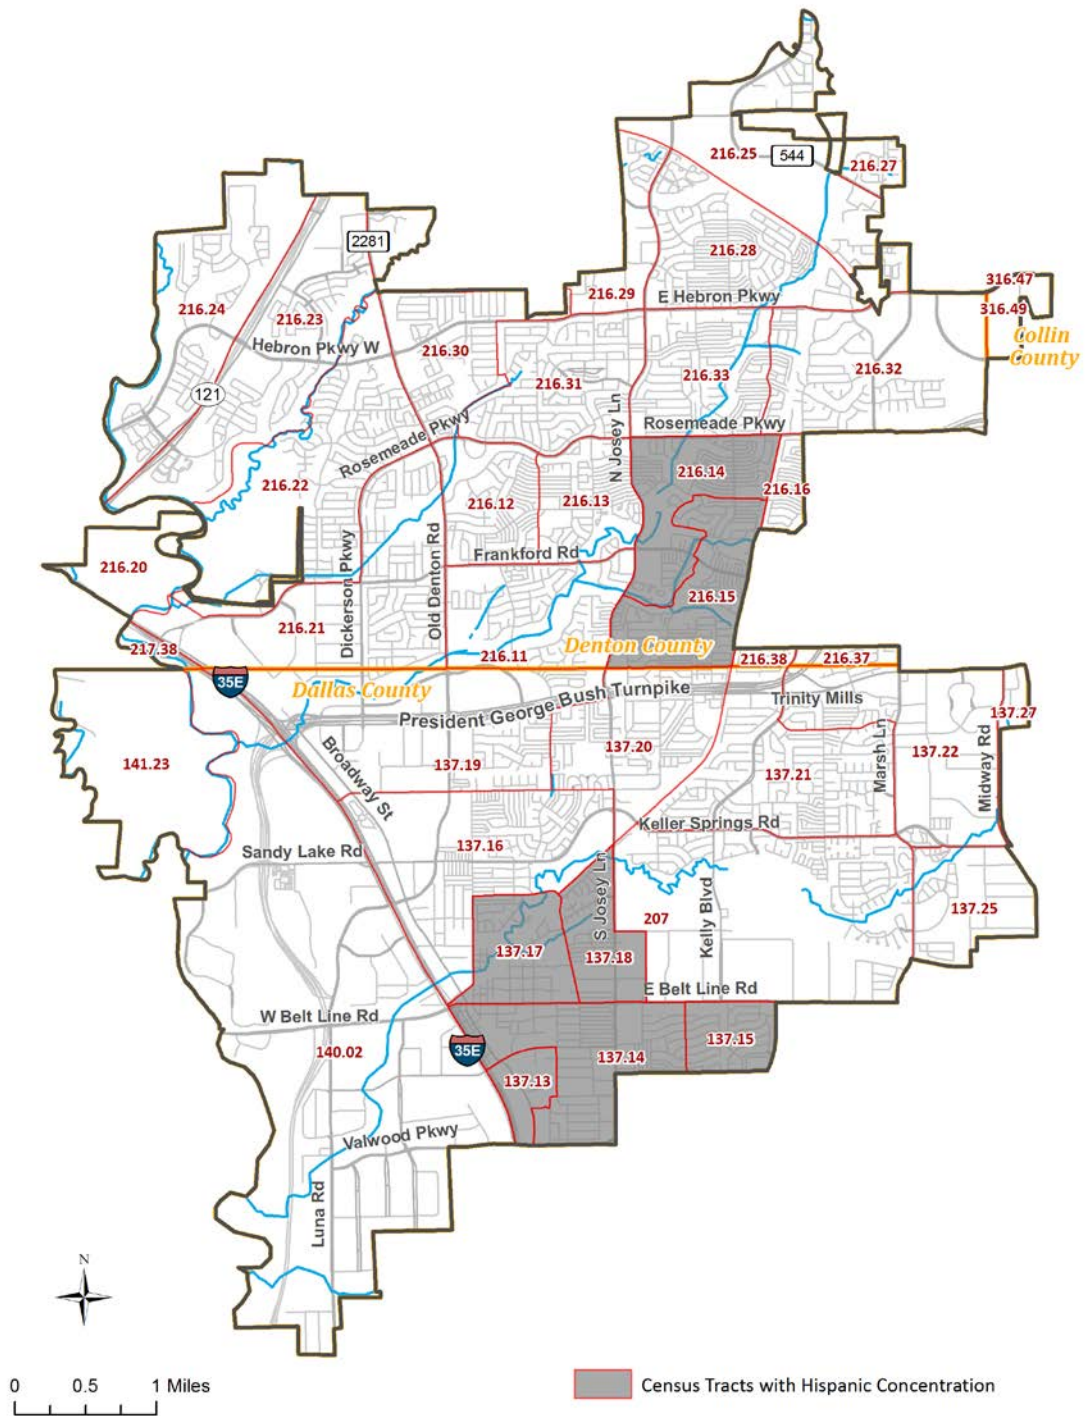 216.25
544
216.27
2281
216.28
216.24
216.23
216.29
E Hebron Pkwy
316.47
316.49
Collin
County
Hebron Pkwy W
216.30
216.31
216.33
216.32
121
Rosemeade Pkwy
N Josey Ln
Rosemeade Pkwy
216.22
216.12
216.13
216.14
216.16
Dickerson Pkwy
Old Denton Rd
Frankford Rd
216.20
216.15
216.21
217.38
216.11
Denton County
216.38
216.37
35E
Dallas County
President George Bush Turnpike
Trinity Mills
137.27
141.23
Broadway St
137.19
137.20
137.21
Marsh Ln
137.22
Midway Rd
Keller Springs Rd
137.16
Sandy Lake Rd
S Josey Ln
Kelly Blvd
207
137.25
137.17
137.18
E Belt Line Rd
W Belt Line Rd
140.02
35E
137.14
137.15
137.13
Valwood Pkwy
Luna Rd
N
0 0.5 1 Miles
Census Tracts with Hispanic Concentration